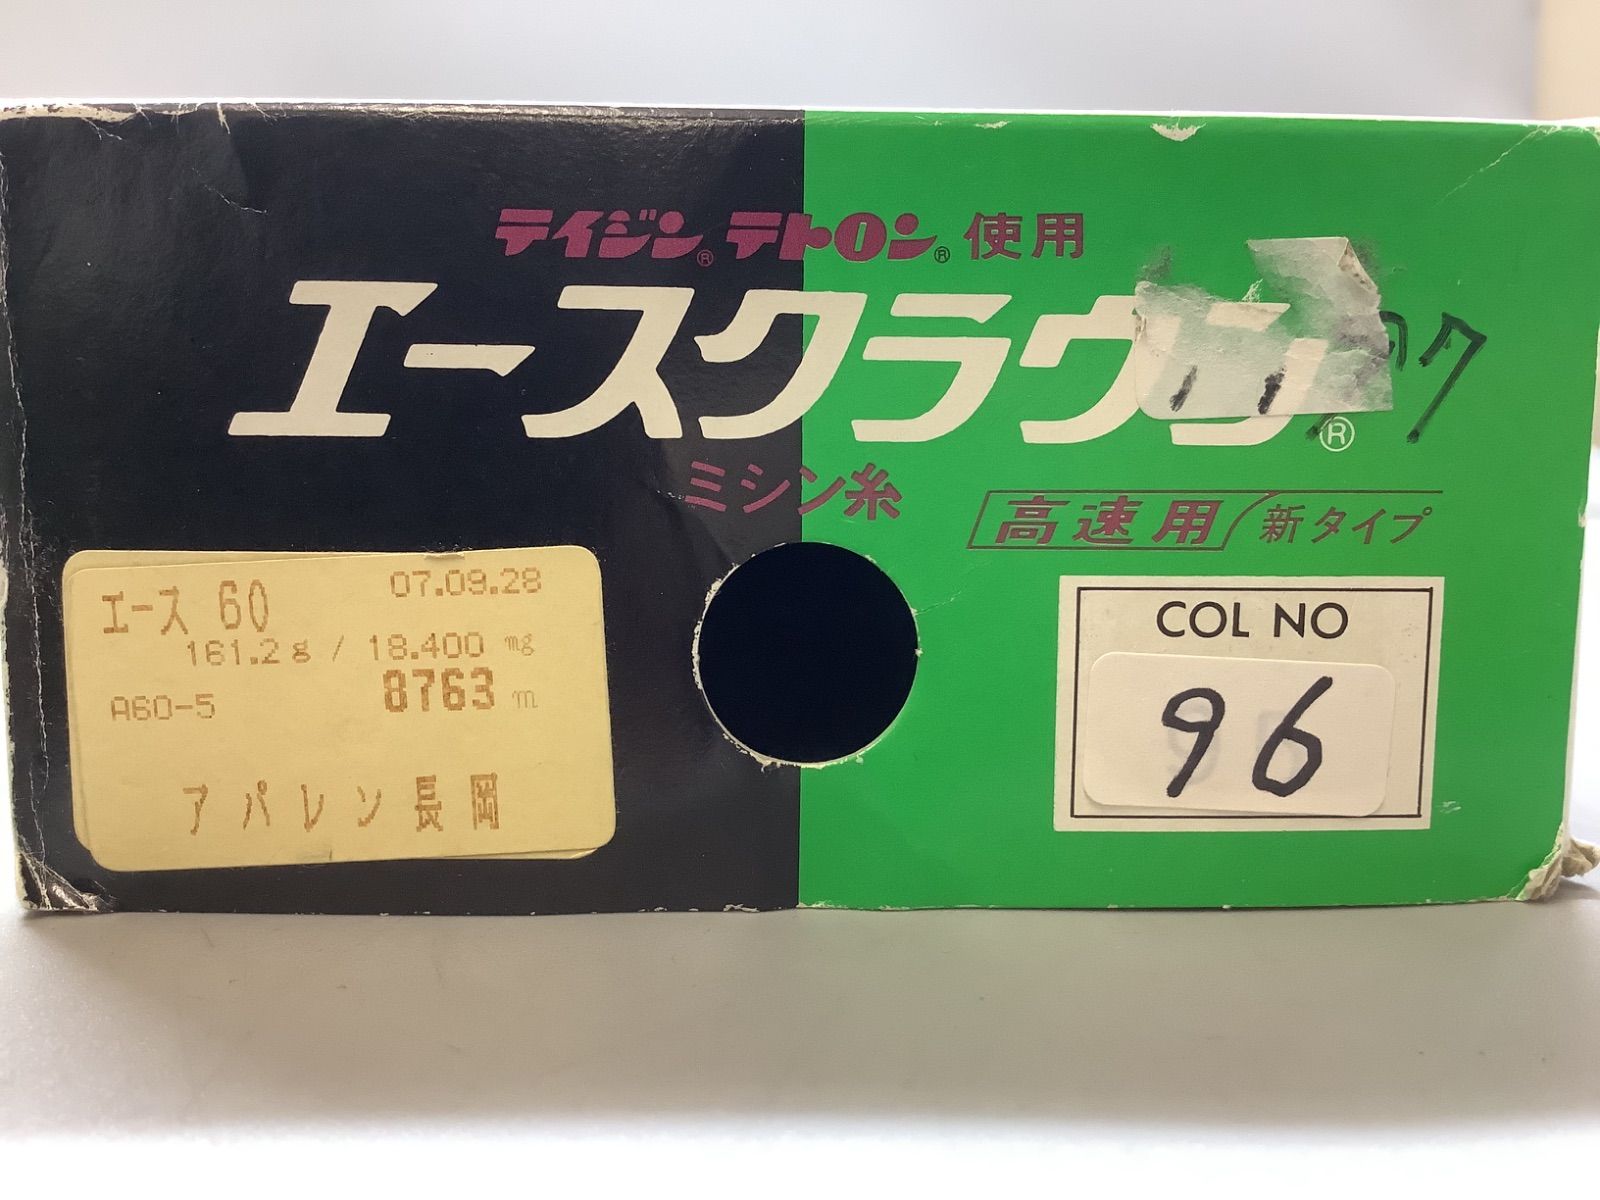 テイジン® テトロン® 使用
エースクラウン®
ミシン糸
高速用 新タイプ
エース 60 07.09.28
161.2g / 18.400 mg
A60-5 8763 m
アパレン長岡
COL NO
96